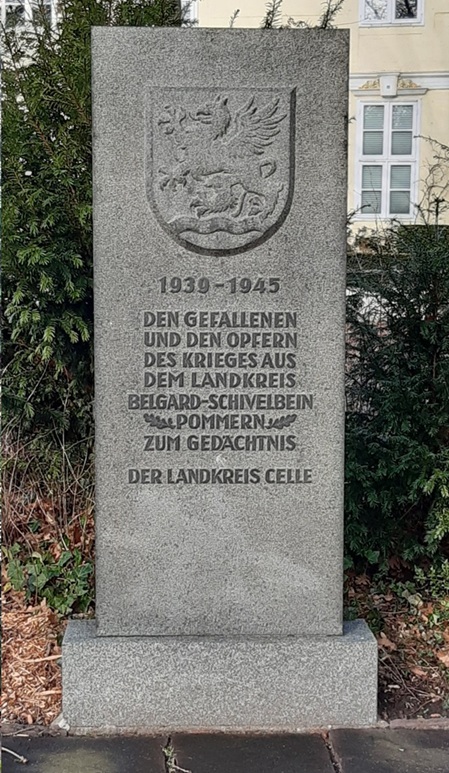 1939-1945
DEN GEFALLENEN
UND DEN OPFERN
DES KRIEGES AUS
DEM LANDKREIS
BELGARD-SCHIVELBEIN
POMMERN
ZUM GEDÄCHTNIS
DER LANDKREIS CELLE